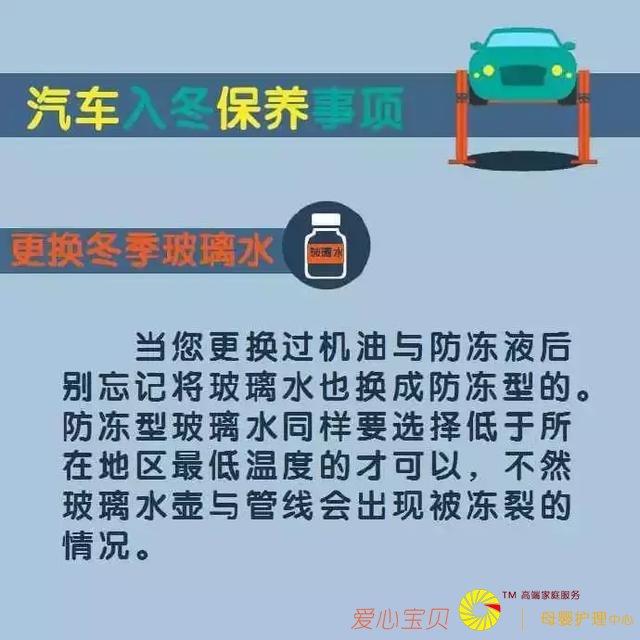 汽车入冬保养事项
更换冬季玻璃水
玻璃水
当您更换过机油与防冻液后
别忘记将玻璃水也换成防冻型的。
防冻型玻璃水同样要选择低于所
在地区最低温度的才可以，不然
玻璃水壶与管线会出现被冻裂的
情况。
TM 高端家庭服务
爱心宝贝 母婴护理中心